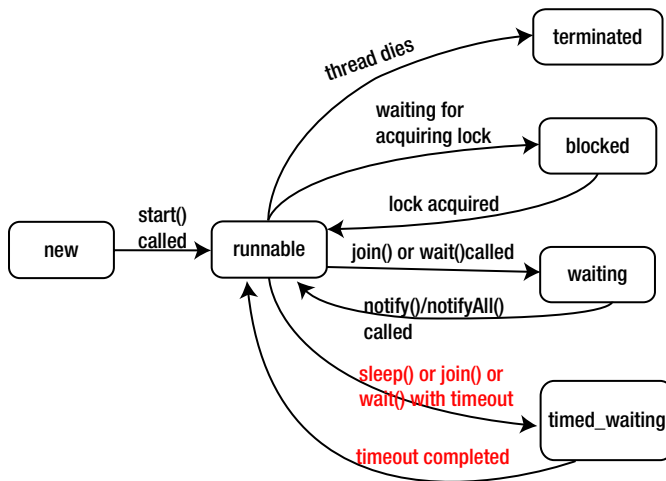 terminated
thread dies
waiting for
acquiring lock
blocked
lock acquired
start()
called
new
runnable
join() or wait()called
waiting
notify()/notifyAll()
called
sleep() or join() or
wait() with timeout
timed_waiting
timeout completed